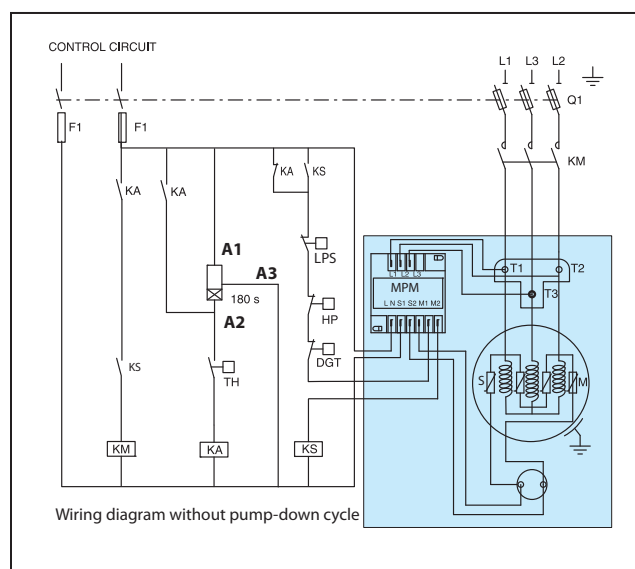 CONTROL CIRCUIT
L1 L3 L2
Q1
F1 F1
KM
KA KA KA KS
A1
A3
LPS
180 s
A2
HP
DGT
TH
KS
KM KA KS
L1 L2 L3
MPM
L N S1 S2 M1 M2
T1 T2
T3
S M
Wiring diagram without pump-down cycle